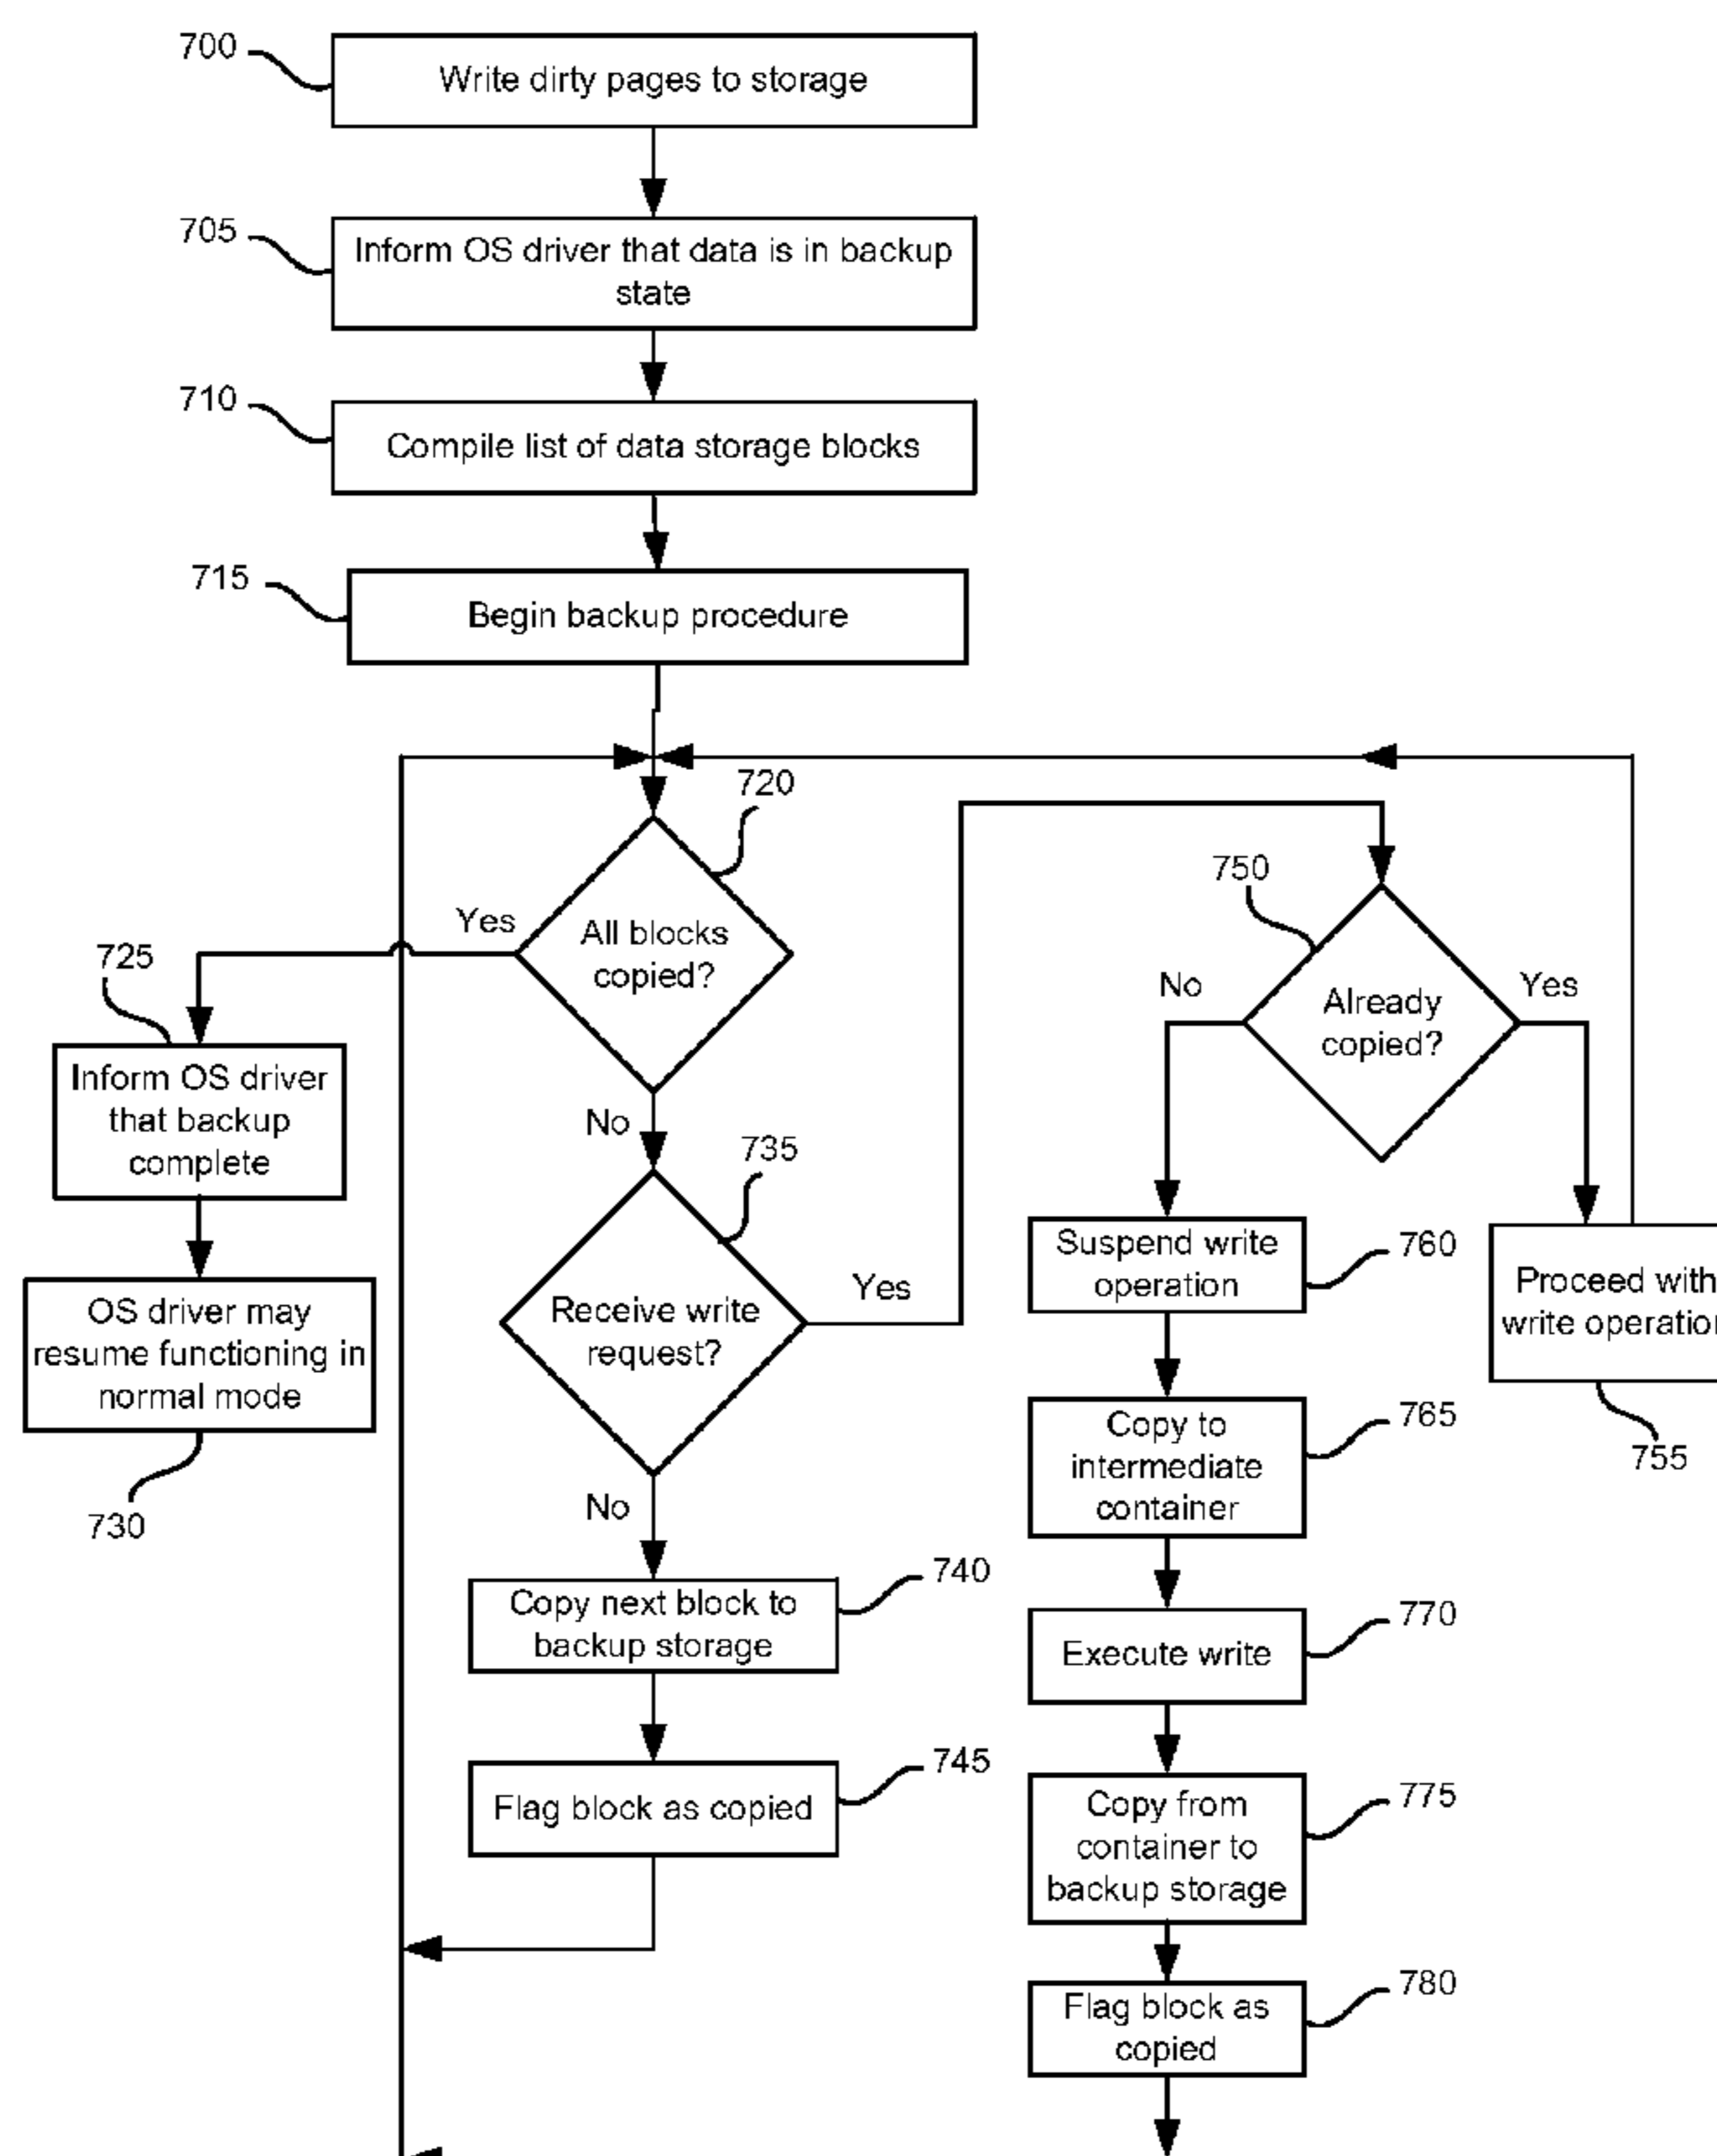 700
Write dirty pages to storage
705
Inform OS driver that data is in backup
state
710
Compile list of data storage blocks
715
Begin backup procedure
720
All blocks
copied?
Yes
No
725
Inform OS driver
that backup
complete
OS driver may
resume functioning in
normal mode
730
735
Receive write
request?
Yes
No
740
Copy next block to
backup storage
745
Flag block as copied
750
Already
copied?
No
Yes
Suspend write
operation
760
Proceed with
write operation
755
Copy to
intermediate
container
765
Execute write
770
Copy from
container to
backup storage
775
Flag block as
copied
780